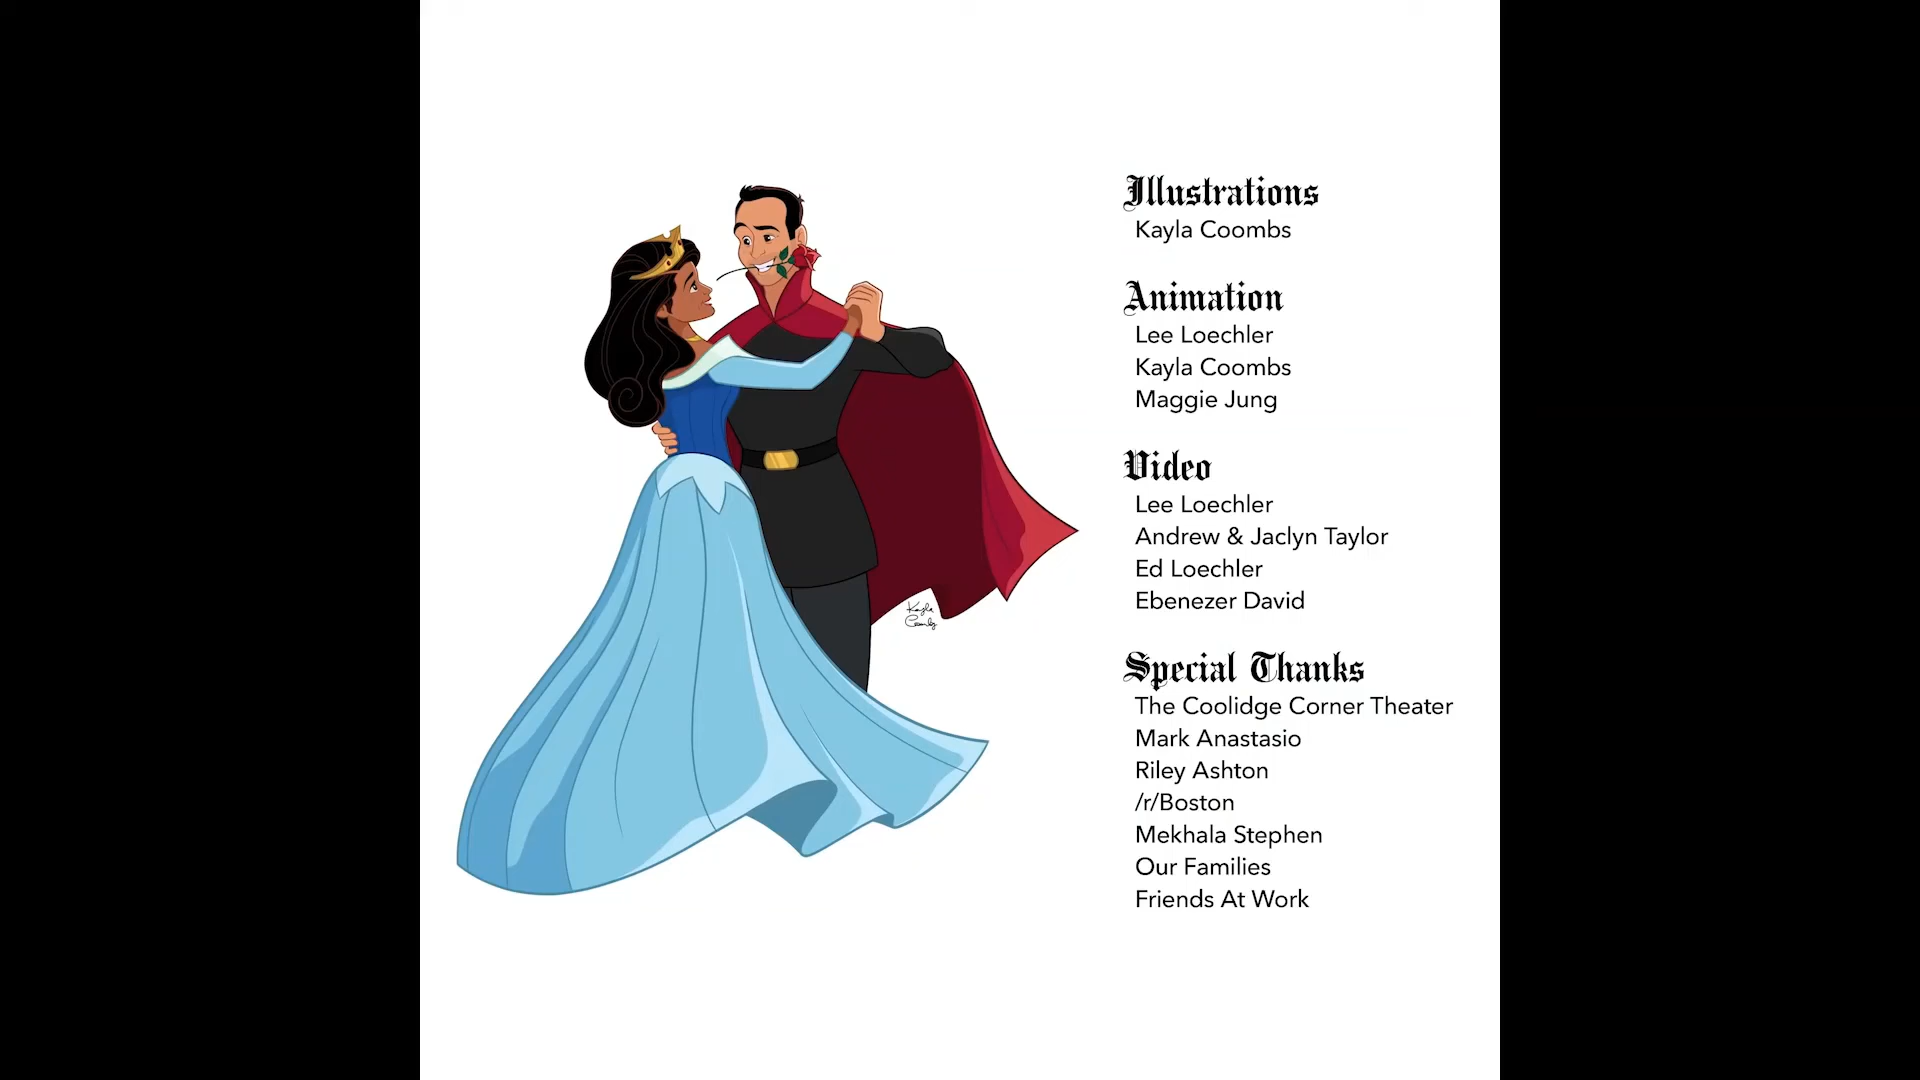 Illustrations
Kayla Coombs
Animation
Lee Loechler
Kayla Coombs
Maggie Jung
Video
Lee Loechler
Andrew & Jaclyn Taylor
Ed Loechler
Ebenezer David
Special Thanks
The Coolidge Corner Theater
Mark Anastasio
Riley Ashton
/r/Boston
Mekhala Stephen
Our Families
Friends At Work
Kayla
Coombs